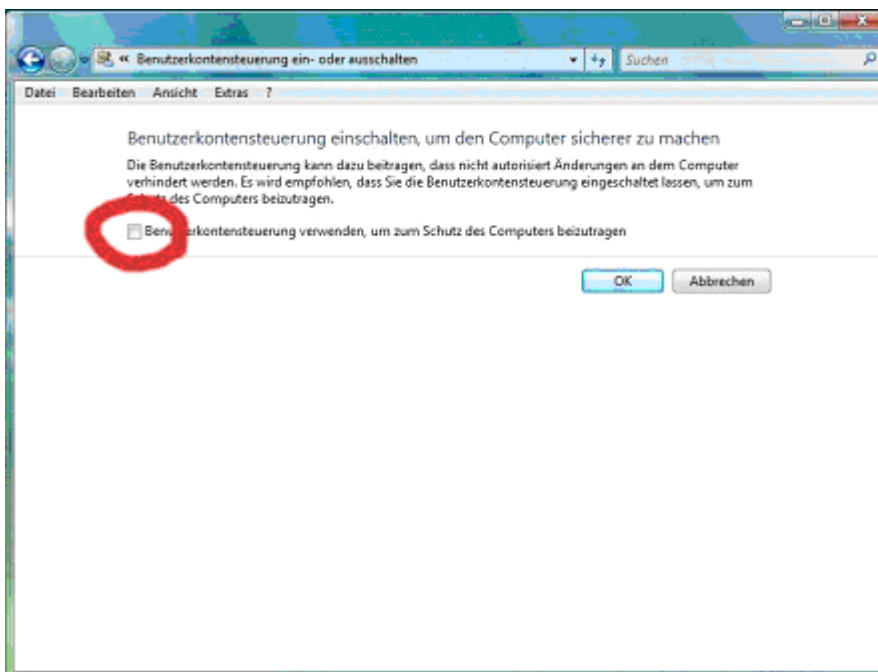 « Benutzerkontensteuerung ein- oder ausschalten
Suchen
Datei Bearbeiten Ansicht Extras ?
Benutzerkontensteuerung einschalten, um den Computer sicherer zu machen
Die Benutzerkontensteuerung kann dazu beitragen, dass nicht autorisiert Änderungen an dem Computer
verhindert werden. Es wird empfohlen, dass Sie die Benutzerkontensteuerung eingeschaltet lassen, um zum
Schutz des Computers beizutragen.
Benutzerkontensteuerung verwenden, um zum Schutz des Computers beizutragen
OK Abbrechen